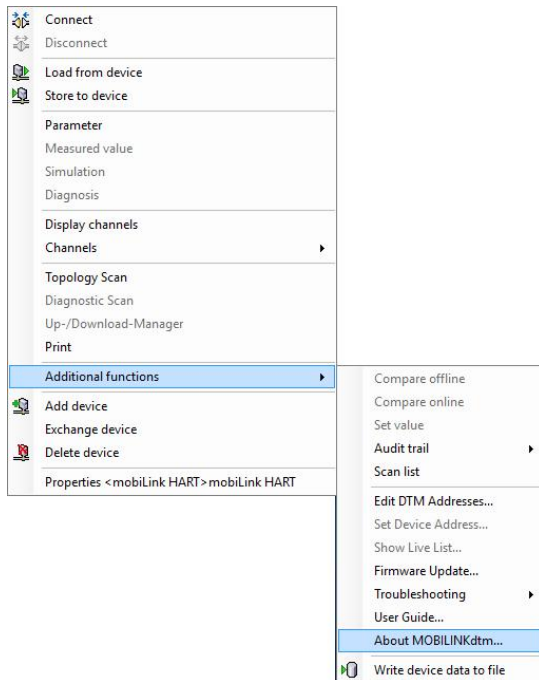 Connect
Disconnect
Load from device
Store to device
Parameter
Measured value
Simulation
Diagnosis
Display channels
Channels
Topology Scan
Diagnostic Scan
Up-/Download-Manager
Print
Additional functions
Add device
Exchange device
Delete device
Properties <mobiLink HART>mobiLink HART
Compare offline
Compare online
Set value
Audit trail
Scan list
Edit DTM Addresses...
Set Device Address...
Show Live List...
Firmware Update...
Troubleshooting
User Guide...
About MOBILINKdtm...
Write device data to file